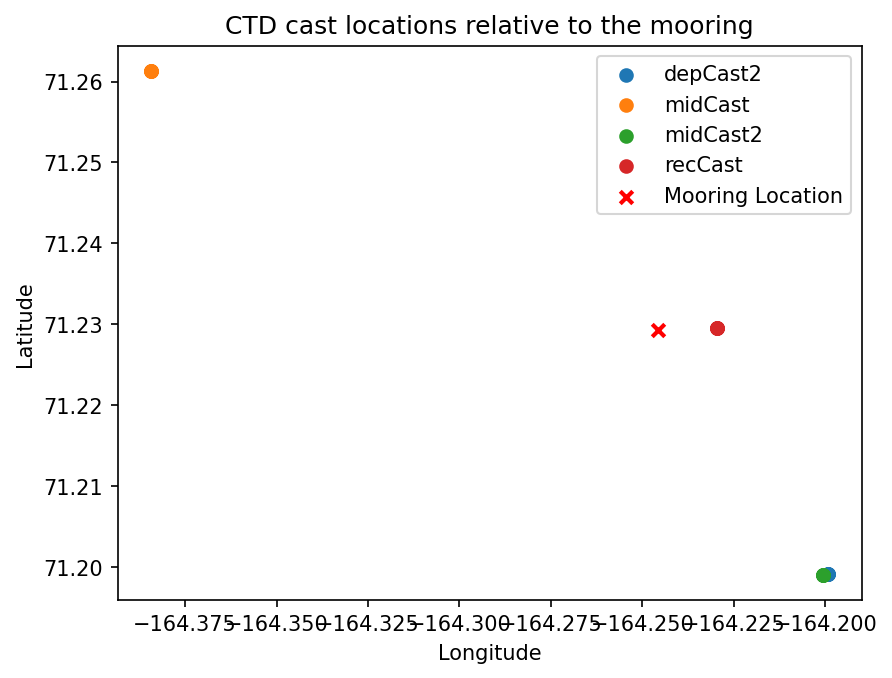 CTD cast locations relative to the mooring
depCast2
midCast
midCast2
recCast
Mooring Location
71.26
71.25
71.24
71.23
71.22
71.21
71.20
Latitude
−164.375 −164.350 −164.325 −164.300 −164.275 −164.250 −164.225 −164.200
Longitude